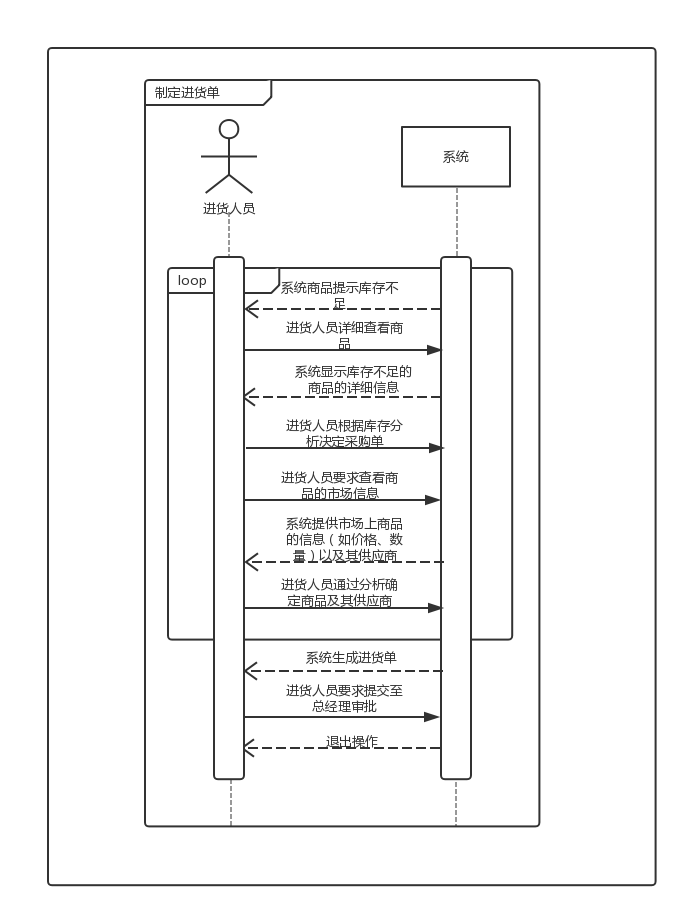 制定进货单
系统
进货人员
loop
系统商品提示库存不
足
进货人员详细查看商
品
系统显示库存不足的
商品的详细信息
进货人员根据库存分
析决定采购单
进货人员要求查看商
品的市场信息
系统提供市场上商品
的信息（如价格、数
量）以及其供应商
进货人员通过分析确
定商品及其供应商
系统生成进货单
进货人员要求提交至
总经理审批
退出操作